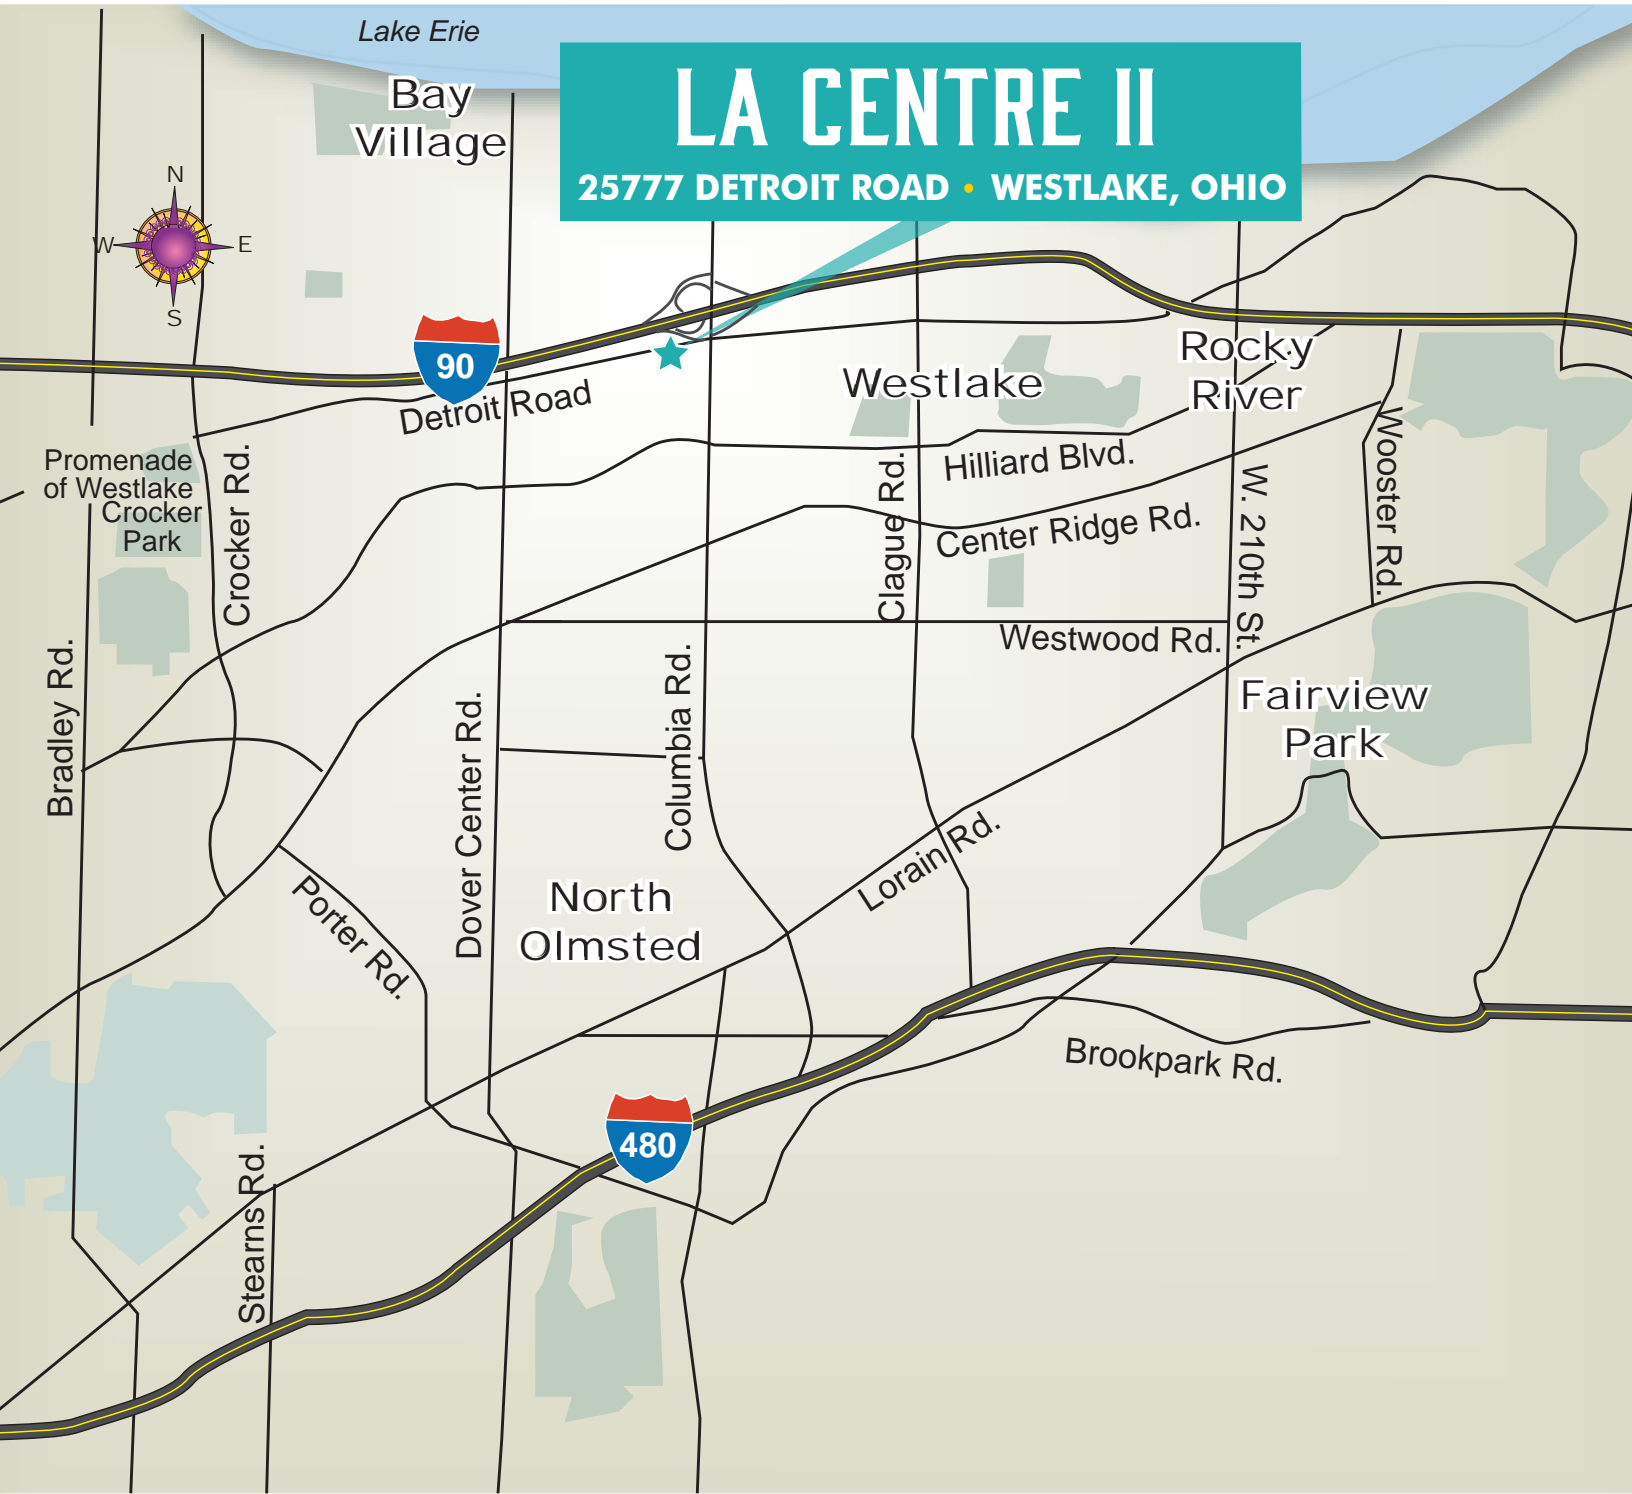 Lake Erie
Bay
Village
LA CENTRE II
25777 DETROIT ROAD • WESTLAKE, OHIO
N
W
E
S
90
Detroit Road
Westlake
Rocky
River
Promenade
of Westlake
Crocker
Park
Crocker Rd.
Hilliard Blvd.
Clague Rd.
Center Ridge Rd.
W. 210th St.
Wooster Rd.
Westwood Rd.
Bradley Rd.
Dover Center Rd.
Columbia Rd.
Fairview
Park
Lorain Rd.
Porter Rd.
North
Olmsted
Brookpark Rd.
480
Stearns Rd.